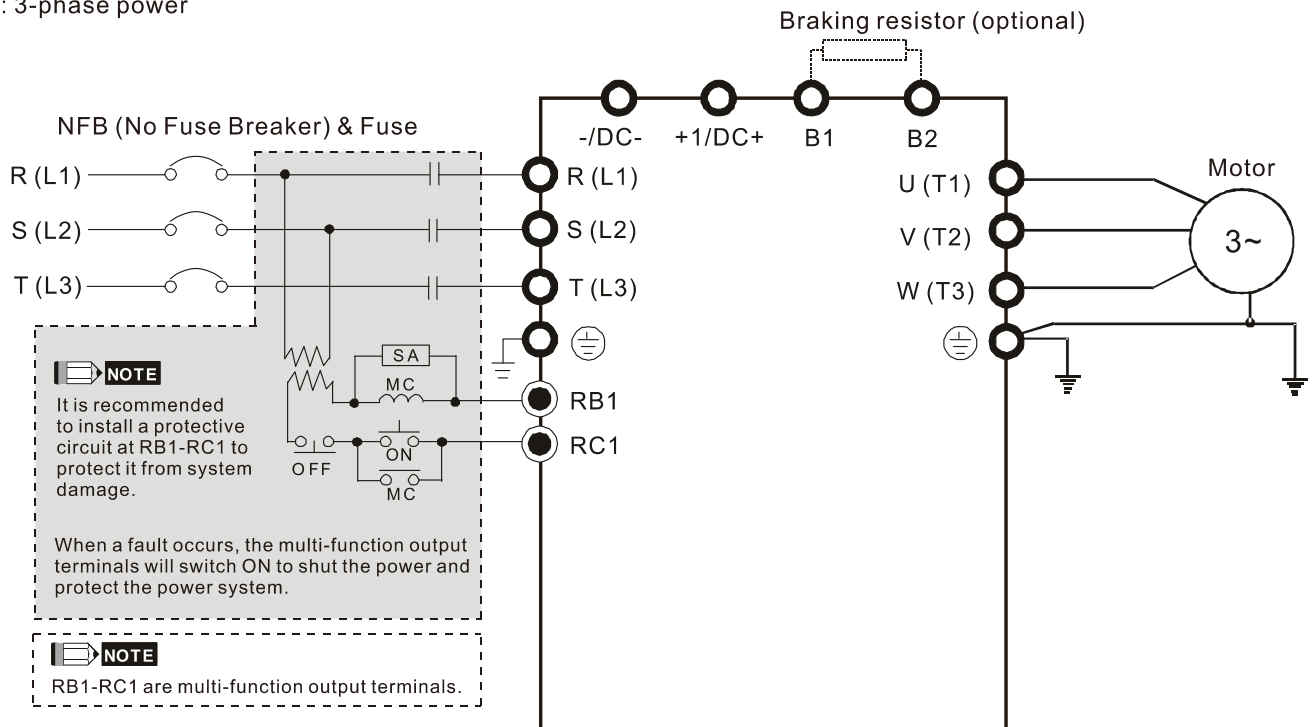 : 3-phase power
Braking resistor (optional)
NFB (No Fuse Breaker) & Fuse
-/DC-
+1/DC+
B1
B2
R (L1)
R (L1)
U (T1)
Motor
S (L2)
S (L2)
V (T2)
3~
T (L3)
T (L3)
W (T3)
SA
MC
RB1
RC1
OFF
ON
MC
NOTE
It is recommended
to install a protective
circuit at RB1-RC1 to
protect it from system
damage.
When a fault occurs, the multi-function output
terminals will switch ON to shut the power and
protect the power system.
NOTE
RB1-RC1 are multi-function output terminals.